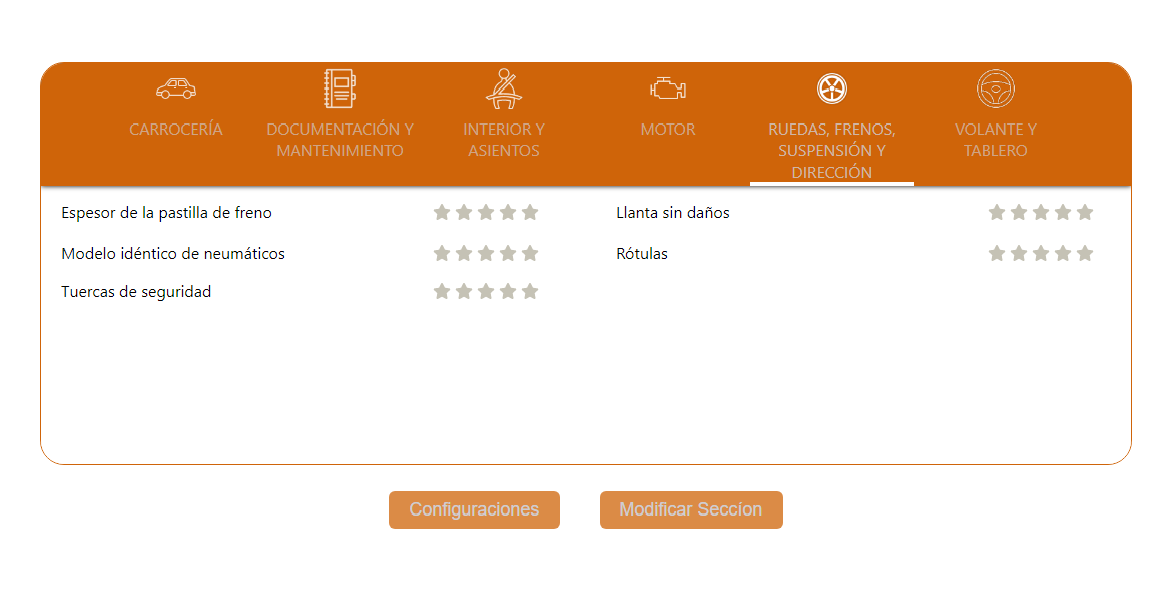 CARROCERÍA
DOCUMENTACIÓN Y
MANTENIMIENTO
INTERIOR Y
ASIENTOS
MOTOR
RUEDAS, FRENOS,
SUSPENSIÓN Y
DIRECCIÓN
VOLANTE Y
TABLERO
Espesor de la pastilla de freno
Llanta sin daños
Modelo idéntico de neumáticos
Rótulas
Tuercas de seguridad
Configuraciones
Modificar Seccion